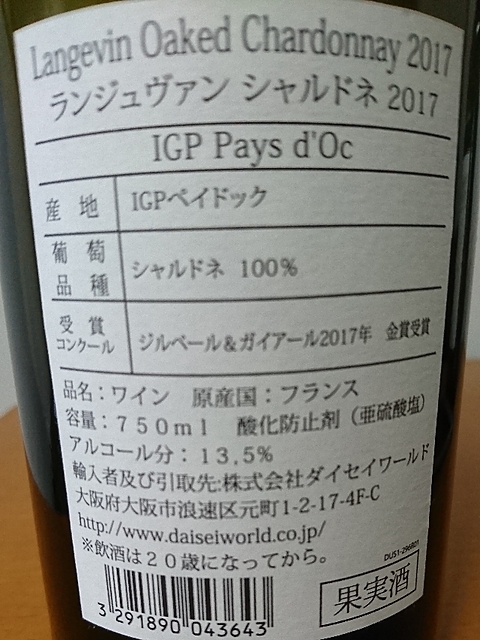 Langevin Oaked Chardonnay 2017
ランジュヴァン シャルドネ 2017
IGP Pays d'Oc
産 地 IGPペイドック
葡 萄
品 種 シャルドネ 100%
受 賞
コンクール ジルベール&ガイアール2017年 金賞受賞
品名：ワイン 原産国：フランス
容量：750ml 酸化防止剤（亜硫酸塩）
アルコール分：13.5%
輸入者及び引取先:株式会社ダイセイワールド
大阪府大阪市浪速区元町1-2-17-4F-C
http://www.daiseiworld.co.jp/
※飲酒は20歳になってから。
果実酒
3 291890 043643